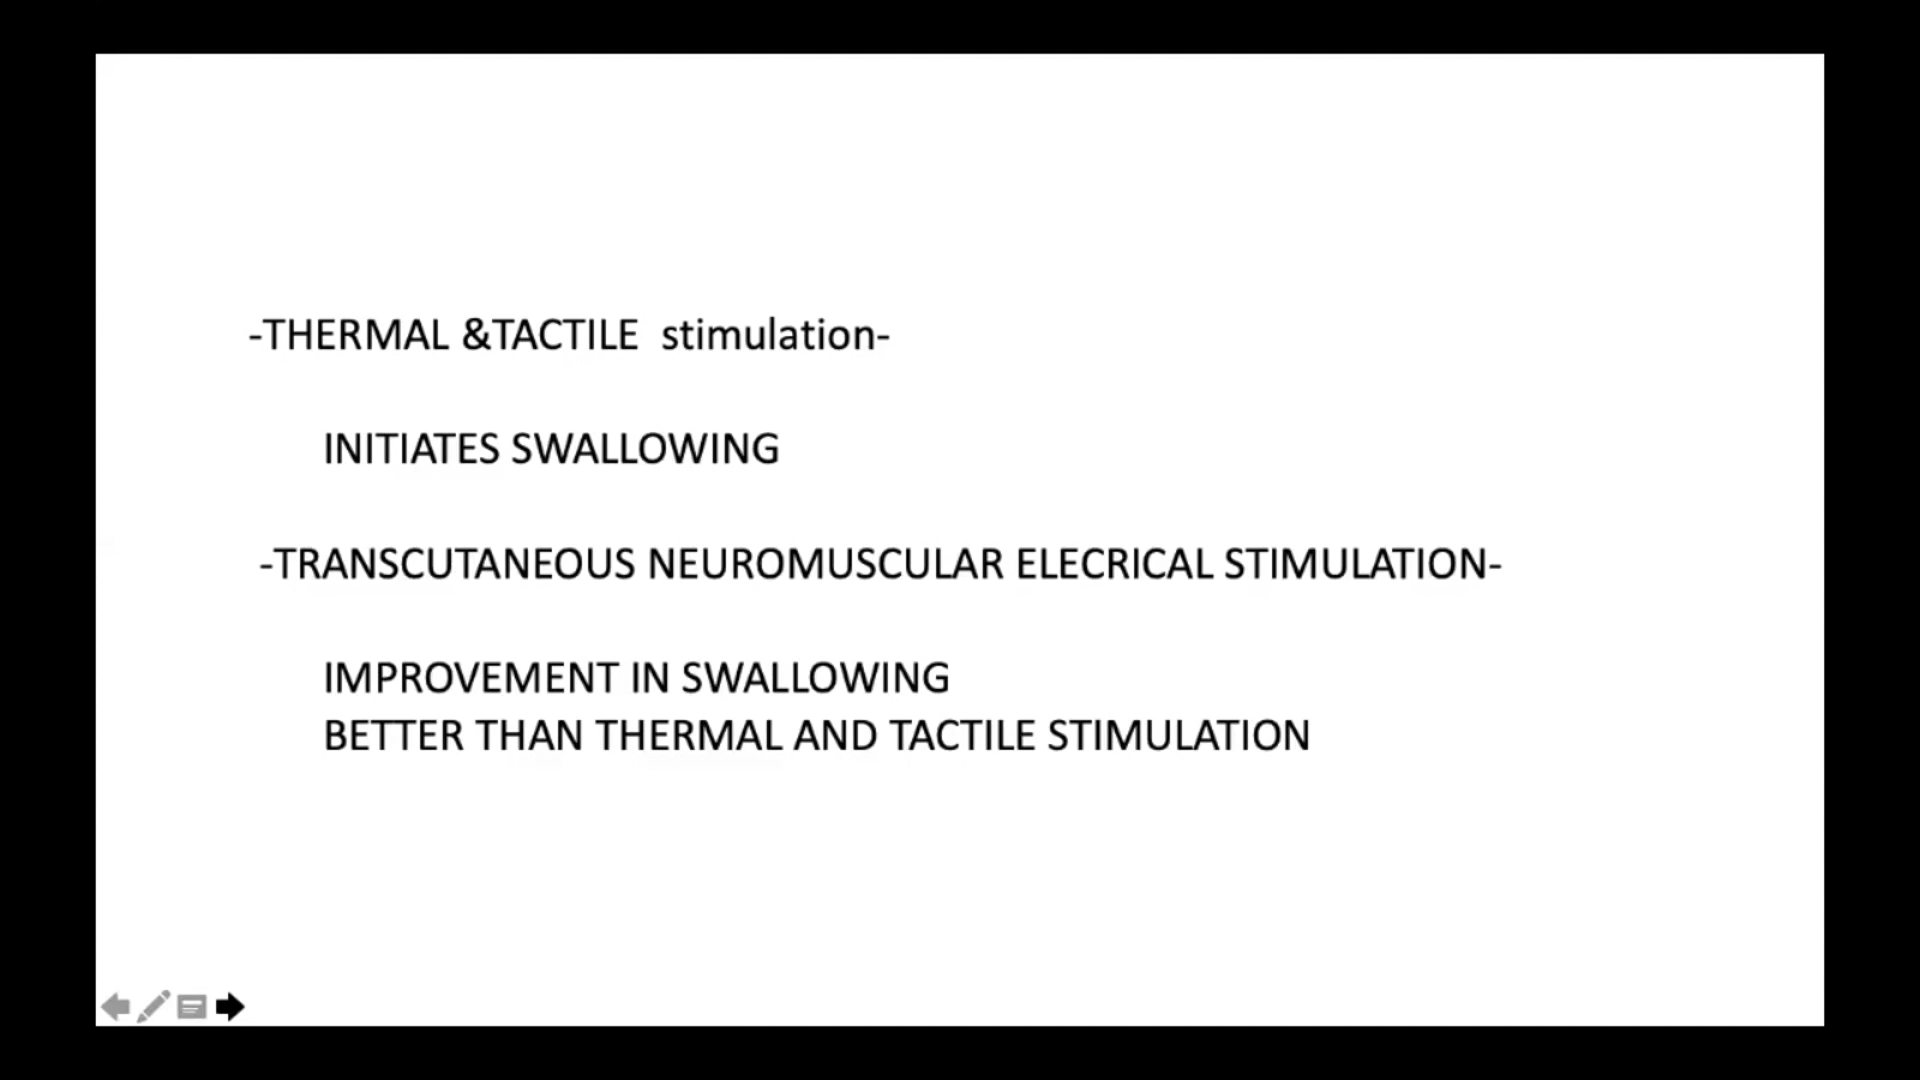 -THERMAL &TACTILE  stimulation-
INITIATES SWALLOWING
-TRANSCUTANEOUS NEUROMUSCULAR ELECRICAL STIMULATION-
IMPROVEMENT IN SWALLOWING
BETTER THAN THERMAL AND TACTILE STIMULATION